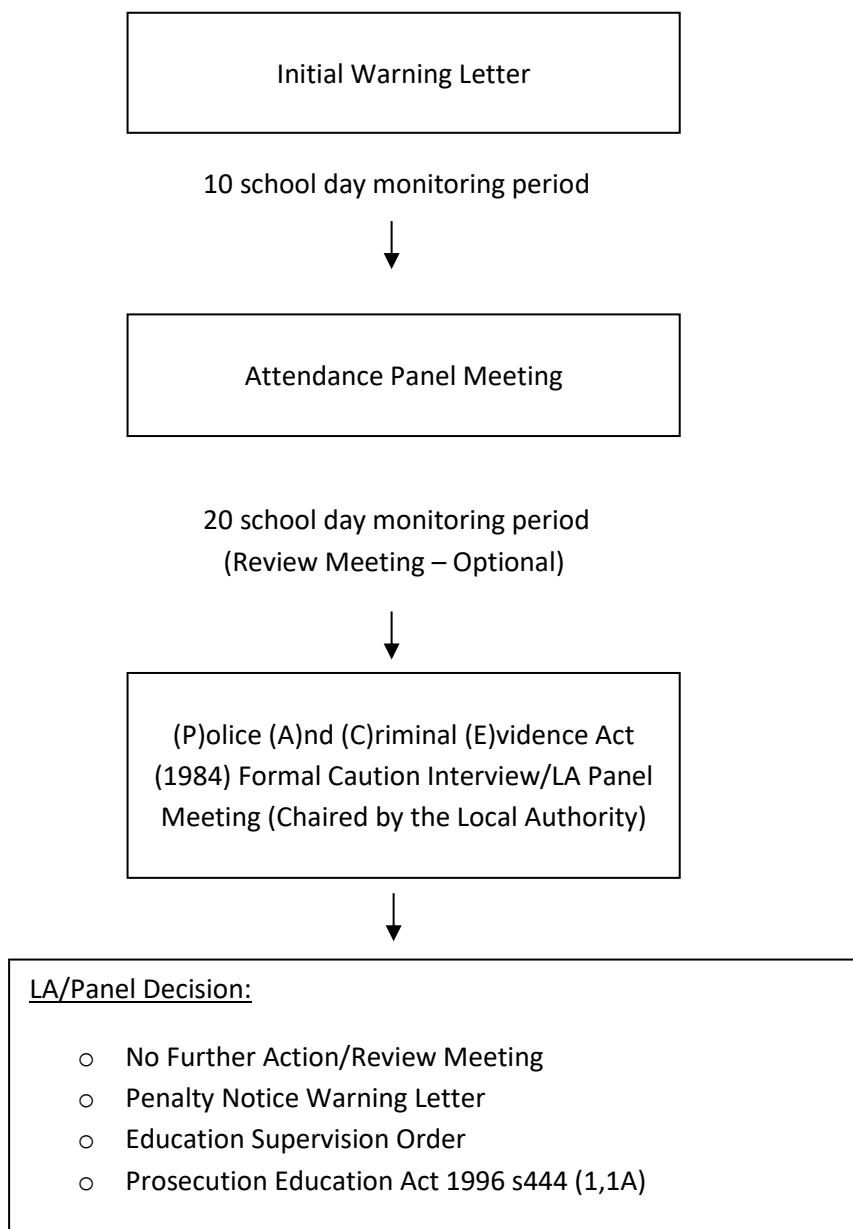 Initial Warning Letter
10 school day monitoring period
Attendance Panel Meeting
20 school day monitoring period
(Review Meeting – Optional)
(P)olice (A)nd (C)riminal (E)vidence Act
(1984) Formal Caution Interview/LA Panel
Meeting (Chaired by the Local Authority)
LA/Panel Decision:
o No Further Action/Review Meeting
o Penalty Notice Warning Letter
o Education Supervision Order
o Prosecution Education Act 1996 s444 (1,1A)